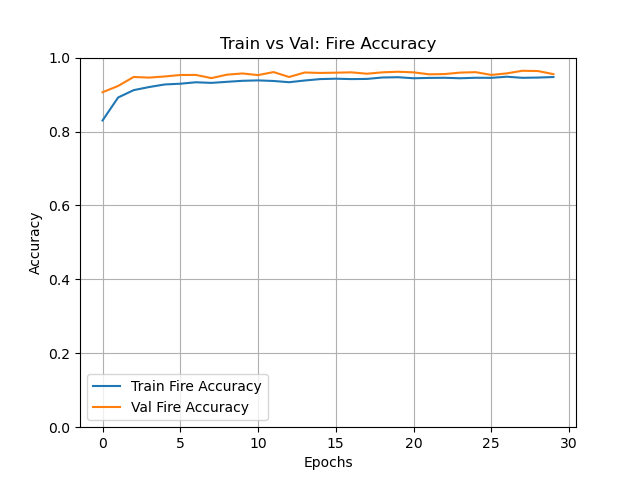 Train vs Val: Fire Accuracy
1.0
0.8
0.6
0.4
0.2
0.0
Accuracy
Train Fire Accuracy
Val Fire Accuracy
0 5 10 15 20 25 30
Epochs